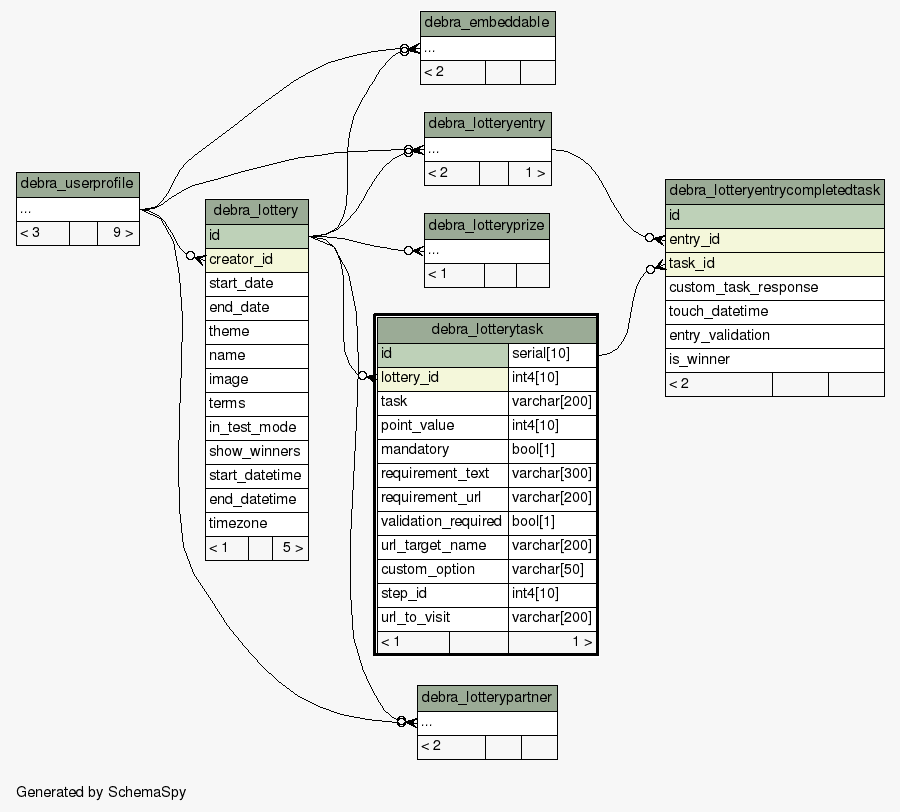 debra_embeddable
...
< 2
debra_lotteryentry
...
< 2 1 >
debra_userprofile
...
< 3 9 >
debra_lottery
id
creator_id
start_date
end_date
theme
name
image
terms
in_test_mode
show_winners
start_datetime
end_datetime
timezone
< 1 5 >
debra_lotteryprize
...
< 1
debra_lotteryentrycompletedtask
id
entry_id
task_id
custom_task_response
touch_datetime
entry_validation
is_winner
< 2
debra_lotterytask
id serial[10]
lottery_id int4[10]
task varchar[200]
point_value int4[10]
mandatory bool[1]
requirement_text varchar[300]
requirement_url varchar[200]
validation_required bool[1]
url_target_name varchar[200]
custom_option varchar[50]
step_id int4[10]
url_to_visit varchar[200]
< 1 1 >
debra_lotterypartner
...
< 2
Generated by SchemaSpy